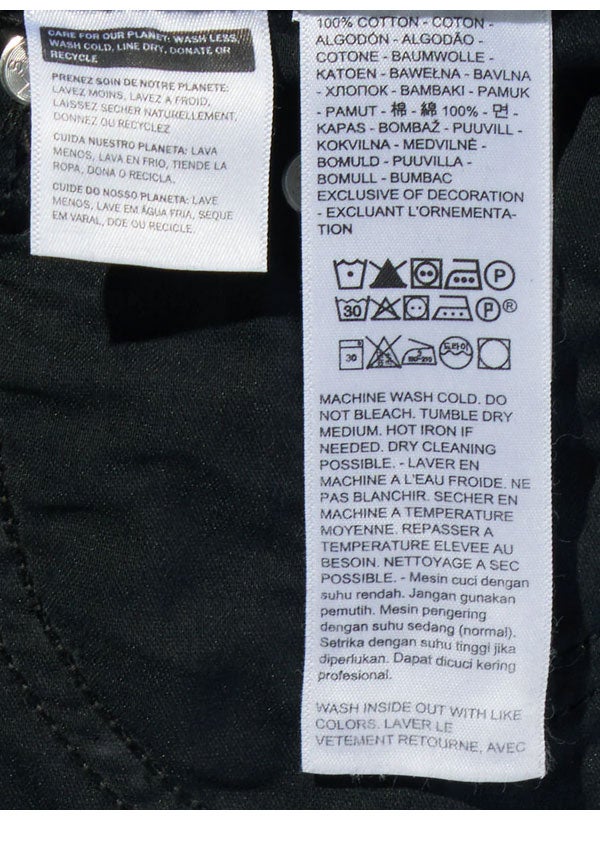 CARE FOR OUR PLANET: WASH LESS,
WASH COLD, LINE DRY, DONATE OR
RECYCLE
PRENEZ SOIN DE NOTRE PLANETE:
LAVEZ MOINS, LAVEZ A FROID,
LAISSEZ SECHER NATURELLEMENT,
DONNEZ OU RECYCLEZ
CUIDA NUESTRO PLANETA: LAVA
MENOS, LAVA EN FRIO, TIENDE LA
ROPA, DONA O RECICLA.
CUIDE DO NOSSO PLANETA: LAVE
MENOS, LAVE EM ÁGUA FRIA, SEQUE
EM VARAL, DOE OU RECICLE.
100% COTTON - COTON -
ALGODÓN - ALGODÃO -
COTONE - BAUMWOLLE -
KATOEN - BAWEŁNA - BAVLNA
- ХЛОПОК - BAMBAKI - PAMUK
- PAMUT - 棉 - 綿 100% - 면 -
KAPAS - BOMBAŽ - PUUVILL -
KOKVILNA - MEDVILNĖ -
BOMULD - PUUVILLA -
BOMULL - BUMBAC
EXCLUSIVE OF DECORATION
- EXCLUANT L'ORNEMENTA-
TION
P
30 P ®
30 드라이
MACHINE WASH COLD. DO
NOT BLEACH. TUMBLE DRY
MEDIUM. HOT IRON IF
NEEDED. DRY CLEANING
POSSIBLE. - LAVER EN
MACHINE A L'EAU FROIDE. NE
PAS BLANCHIR. SECHER EN
MACHINE A TEMPERATURE
MOYENNE. REPASSER A
TEMPERATURE ELEVEE AU
BESOIN. NETTOYAGE A SEC
POSSIBLE. - Mesin cuci dengan
suhu rendah. Jangan gunakan
pemutih. Mesin pengering
dengan suhu sedang (normal).
Setrika dengan suhu tinggi jika
diperlukan. Dapat dicuci kering
profesional.
WASH INSIDE OUT WITH LIKE
COLORS. LAVER LE
VETEMENT RETOURNE, AVEC